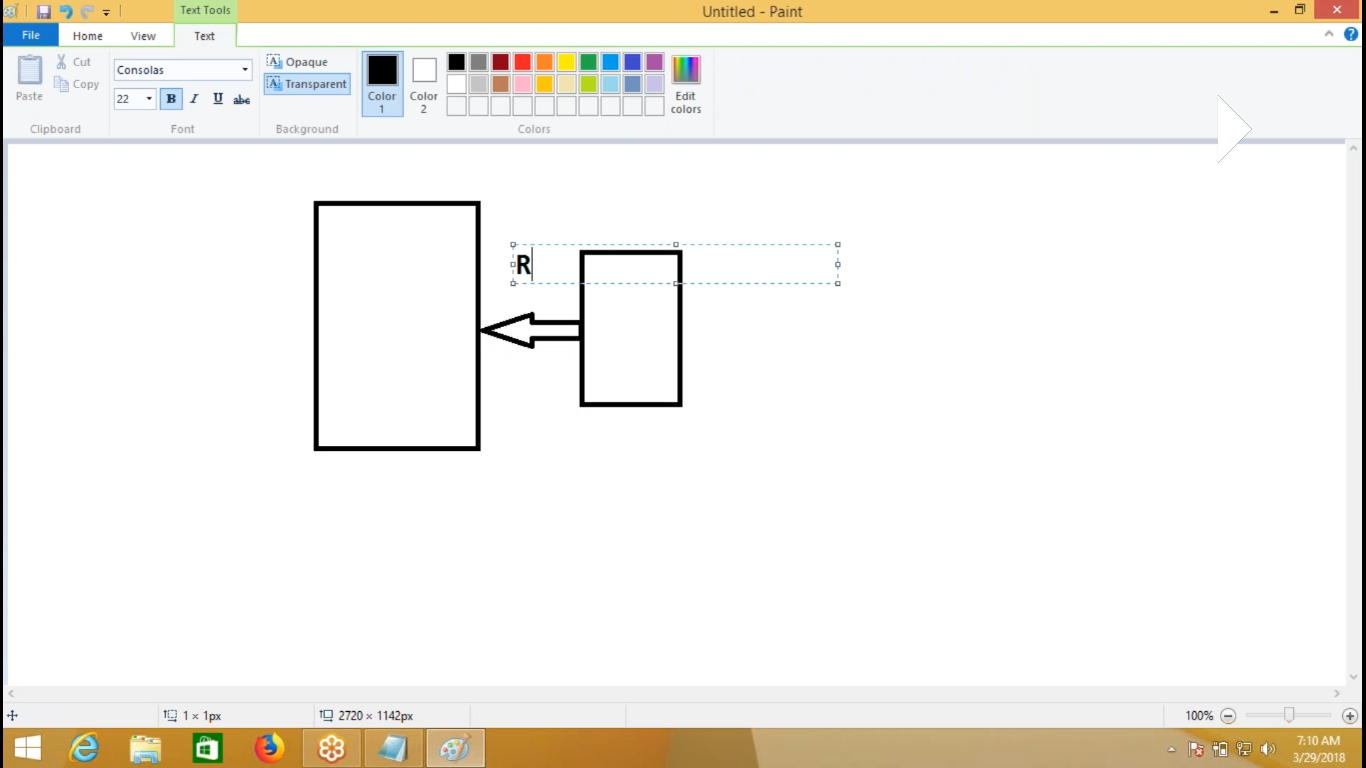 Text Tools
Untitled - Paint
File
Home
View
Text
Paste
Cut
Copy
Clipboard
Consolas
22
B I U abc
Font
A Opaque
A Transparent
Background
Color 1
Color 2
Edit colors
Colors
R
1 × 1px
2720 × 1142px
100%
7:10 AM
3/29/2018